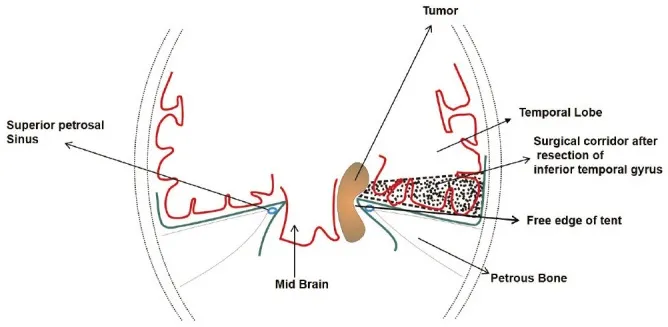 Tumor
Superior petrosal
Sinus
Temporal Lobe
Surgical corridor after
resection of
inferior temporal gyrus
Free edge of tent
Petrous Bone
Mid Brain